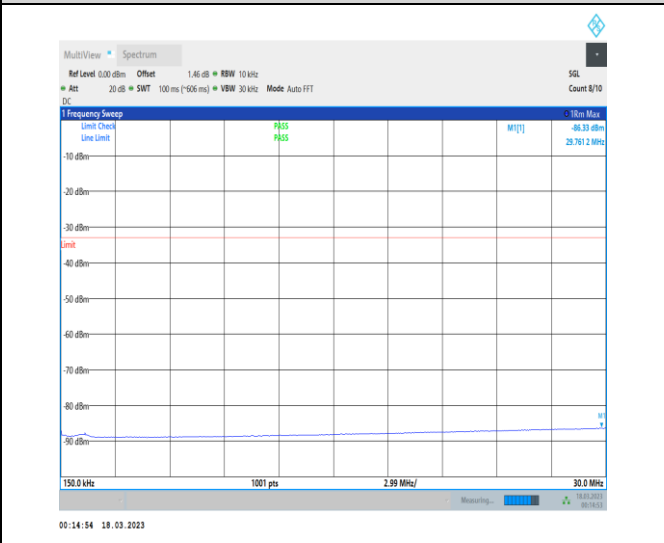 MultiView Spectrum
Ref Level 0.00 dBm Offset 1.46 dB RBW 10 kHz SGL
Att 20 dB SWT 100 ms (~606 ms) VBW 30 kHz Mode Auto FFT Count 8/10
DC
1 Frequency Sweep 1Rm Max
Limit Check PASS M1[1] -86.33 dBm
Line Limit PASS 29.761 2 MHz
-10 dBm
-20 dBm
-30 dBm
Limit
-40 dBm
-50 dBm
-60 dBm
-70 dBm
-80 dBm
M1
-90 dBm
150.0 kHz 1001 pts 2.99 MHz/ 30.0 MHz
Measuring... 18.03.2023
00:14:54 18.03.2023